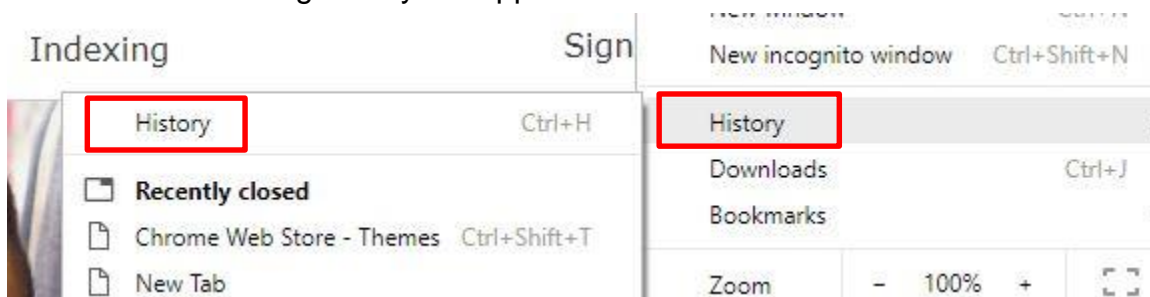 Indexing Sign
History Ctrl+H
Recently closed
Chrome Web Store - Themes Ctrl+Shift+T
New Tab
New incognito window Ctrl+Shift+N
History
Downloads Ctrl+J
Bookmarks
Zoom - 100% +